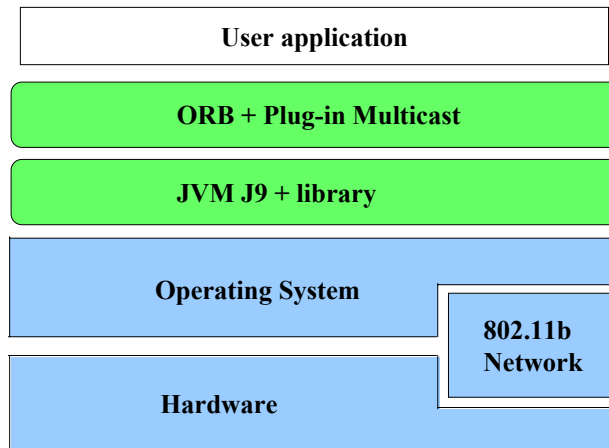 User application
ORB + Plug-in Multicast
JVM J9 + library
Operating System
802.11b
Network
Hardware